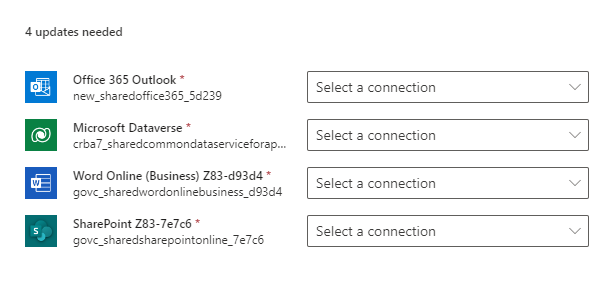 4 updates needed
Office 365 Outlook *
new_sharedoffice365_5d239
Select a connection
Microsoft Dataverse *
crba7_sharedcommondataserviceforap...
Select a connection
Word Online (Business) Z83-d93d4 *
govc_sharedwordonlinebusiness_d93d4
Select a connection
SharePoint Z83-7e7c6 *
govc_sharedsharepointonline_7e7c6
Select a connection